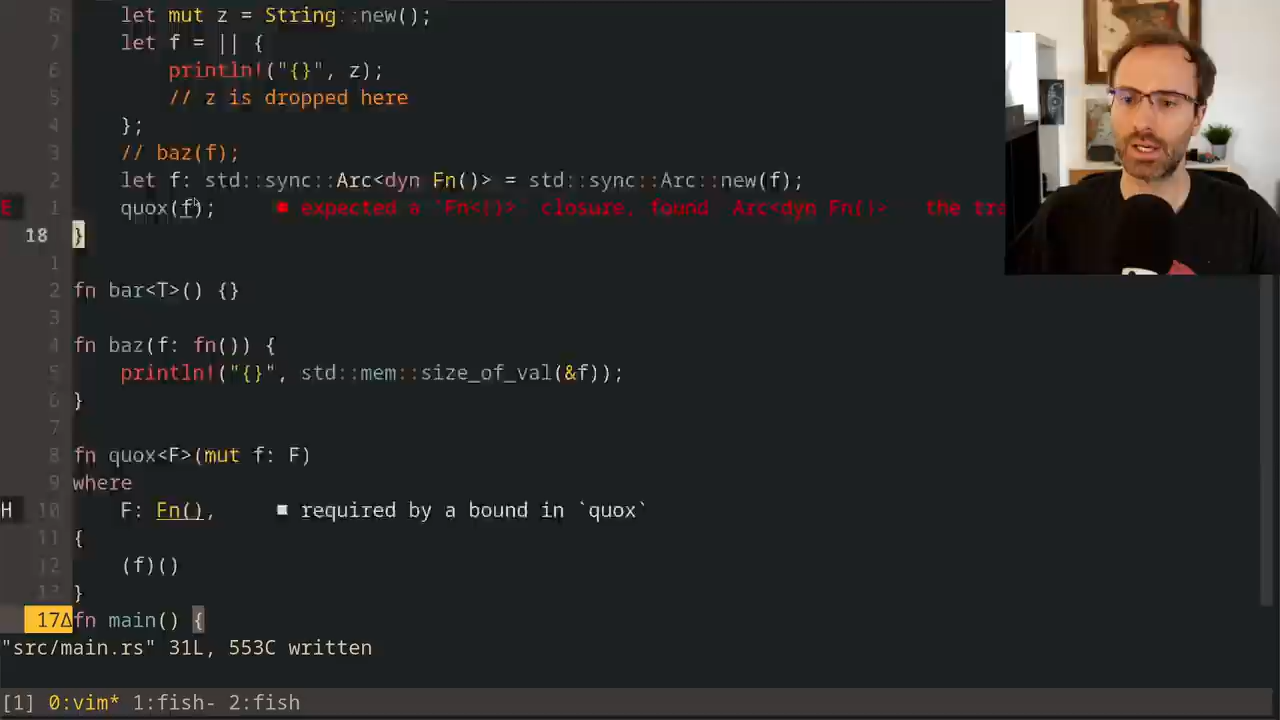 6 let mut z = String::new();
7 let f = || {
6 println!("{}", z);
5 // z is dropped here
4 };
3 // baz(f);
2 let f: std::sync::Arc<dyn Fn()> = std::sync::Arc::new(f);
E 1 quox(f); ■ expected a `Fn<()>` closure, found `Arc<dyn Fn()>` the tra
18 }
1
2 fn bar<T>() {}
3
4 fn baz(f: fn()) {
5 println!("{}", std::mem::size_of_val(&f));
6 }
7
8 fn quox<F>(mut f: F)
9 where
H 10 F: Fn(), ■ required by a bound in `quox`
11 {
12 (f)()
13 }
17Δfn main() {
"src/main.rs" 31L, 553C written
[1] 0:vim* 1:fish- 2:fish